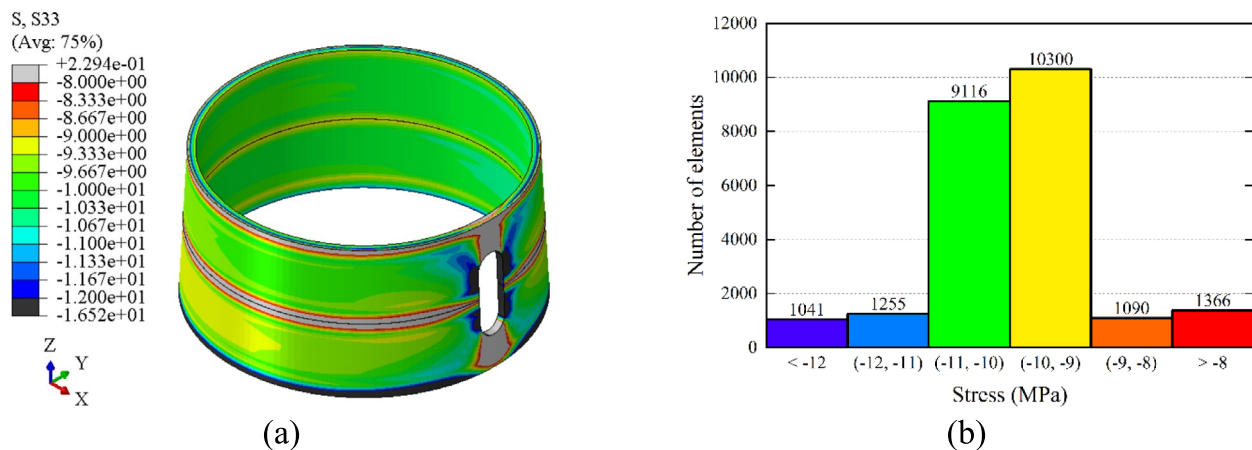 S, S33
(Avg: 75%)
+2.294e-01
-8.000e+00
-8.333e+00
-8.667e+00
-9.000e+00
-9.333e+00
-9.667e+00
-1.000e+01
-1.033e+01
-1.067e+01
-1.100e+01
-1.133e+01
-1.167e+01
-1.200e+01
-1.652e+01
Z
Y
X
(a)
Number of elements
12000
10000
8000
6000
4000
2000
0
1041
1255
9116
10300
1090
1366
< -12
(-12, -11)
(-11, -10)
(-10, -9)
(-9, -8)
> -8
Stress (MPa)
(b)